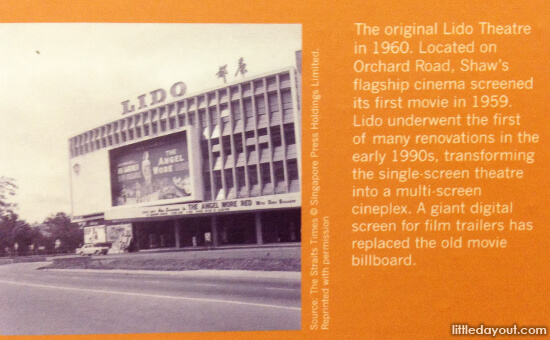 LIDO 都度
AVA GARDNER
THE ANGEL Wore
THE ANGEL WORE RED
Source: The Straits Times © Singapore Press Holdings Limited.
Reprinted with permission
The original Lido Theatre
in 1960. Located on
Orchard Road, Shaw's
flagship cinema screened
its first movie in 1959.
Lido underwent the first
of many renovations in the
early 1990s, transforming
the single-screen theatre
into a multi-screen
cineplex. A giant digital
screen for film trailers has
replaced the old movie
billboard.
littledayout.com